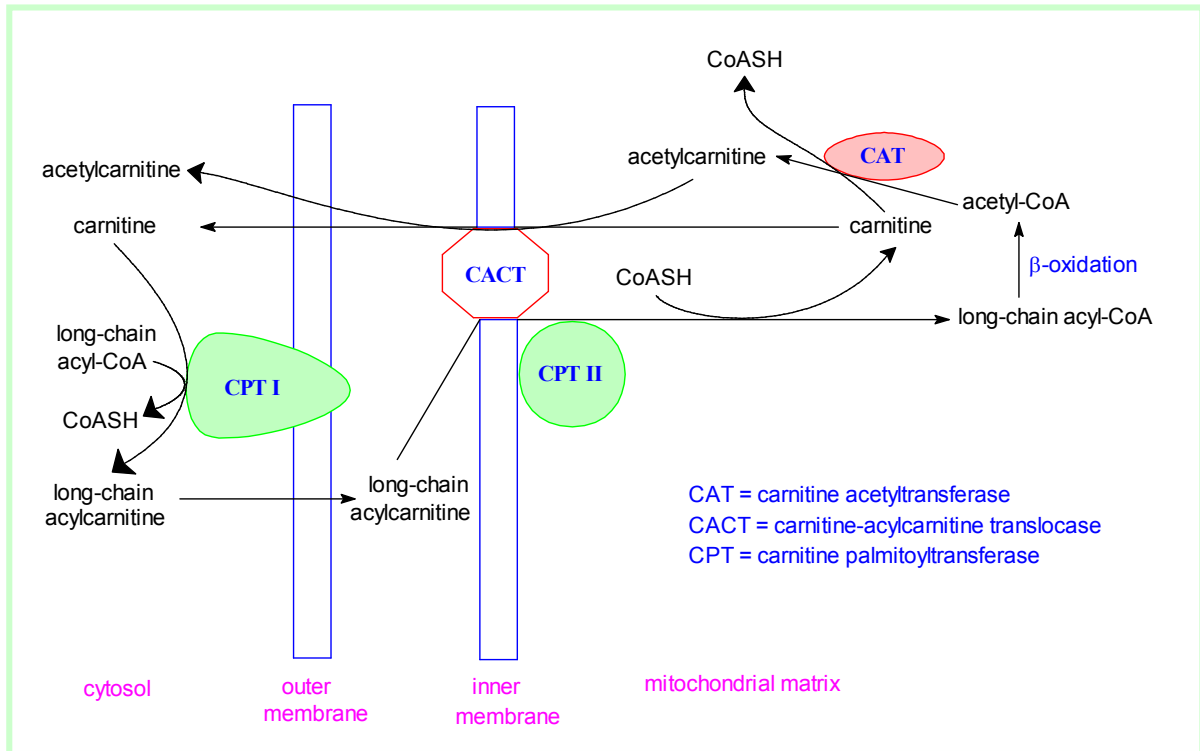 CoASH
acetylcarnitine
CAT
acetylcarnitine
acetyl-CoA
carnitine
carnitine
CACT
CoASH
β-oxidation
long-chain acyl-CoA
long-chain
acyl-CoA
CPT I
CPT II
CoASH
long-chain
acylcarnitine
long-chain
acylcarnitine
CAT = carnitine acetyltransferase
CACT = carnitine-acylcarnitine translocase
CPT = carnitine palmitoyltransferase
cytosol
outer
membrane
inner
membrane
mitochondrial matrix